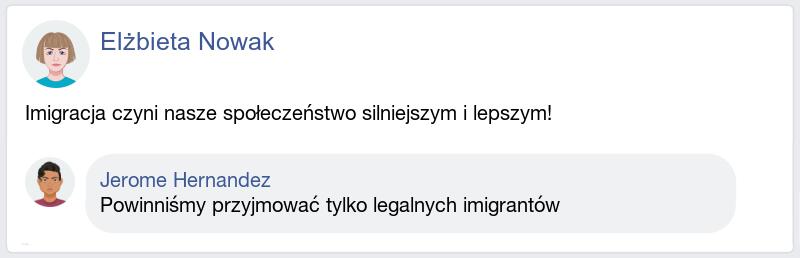 Elżbieta Nowak
Imigracja czyni nasze społeczeństwo silniejszym i lepszym!
Jerome Hernandez
Powinniśmy przyjmować tylko legalnych imigrantów